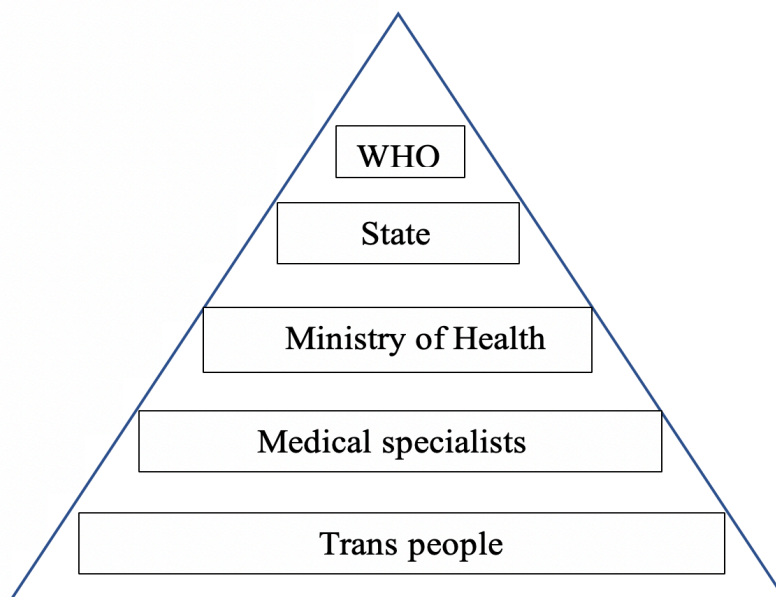 WHO
State
Ministry of Health
Medical specialists
Trans people